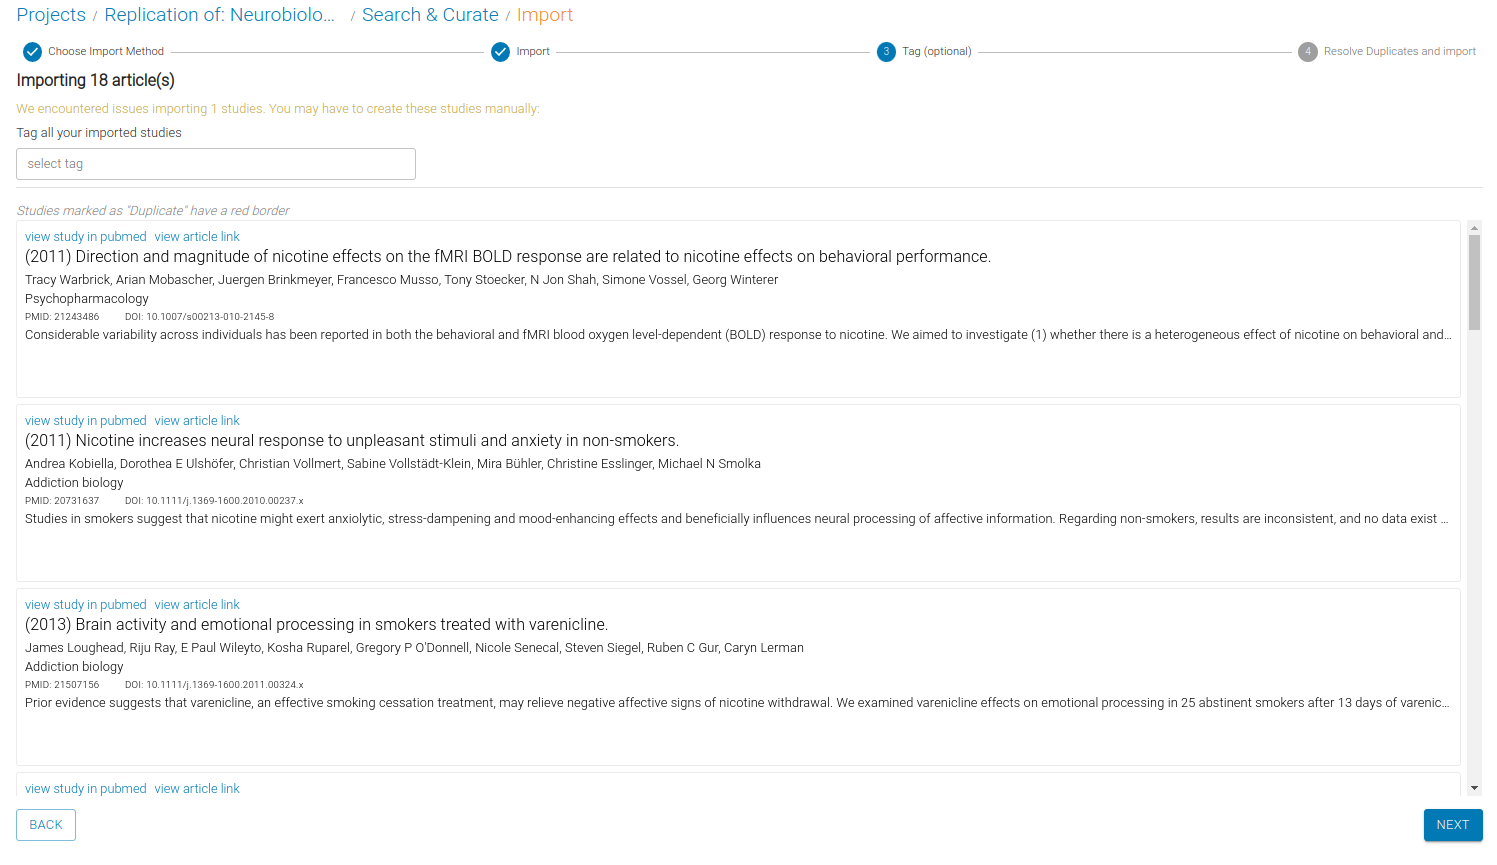 Projects / Replication of: Neurobiolo... / Search & Curate / Import
Choose Import Method Import 3 Tag (optional) 4 Resolve Duplicates and import
Importing 18 article(s)
We encountered issues importing 1 studies. You may have to create these studies manually:
Tag all your imported studies
select tag
Studies marked as "Duplicate" have a red border
view study in pubmed view article link
(2011) Direction and magnitude of nicotine effects on the fMRI BOLD response are related to nicotine effects on behavioral performance.
Tracy Warbrick, Arian Mobascher, Juergen Brinkmeyer, Francesco Musso, Tony Stoecker, N Jon Shah, Simone Vossel, Georg Winterer
Psychopharmacology
PMID: 21243486 DOI: 10.1007/s00213-010-2145-8
Considerable variability across individuals has been reported in both the behavioral and fMRI blood oxygen level-dependent (BOLD) response to nicotine. We aimed to investigate (1) whether there is a heterogeneous effect of nicotine on behavioral and...
view study in pubmed view article link
(2011) Nicotine increases neural response to unpleasant stimuli and anxiety in non-smokers.
Andrea Kobiella, Dorothea E Ulshöfer, Christian Vollmert, Sabine Vollstädt-Klein, Mira Bühler, Christine Esslinger, Michael N Smolka
Addiction biology
PMID: 20731637 DOI: 10.1111/j.1369-1600.2010.00237.x
Studies in smokers suggest that nicotine might exert anxiolytic, stress-dampening and mood-enhancing effects and beneficially influences neural processing of affective information. Regarding non-smokers, results are inconsistent, and no data exist ...
view study in pubmed view article link
(2013) Brain activity and emotional processing in smokers treated with varenicline.
James Loughead, Riju Ray, E Paul Wileyto, Kosha Ruparel, Gregory P O'Donnell, Nicole Senecal, Steven Siegel, Ruben C Gur, Caryn Lerman
Addiction biology
PMID: 21507156 DOI: 10.1111/j.1369-1600.2011.00324.x
Prior evidence suggests that varenicline, an effective smoking cessation treatment, may relieve negative affective signs of nicotine withdrawal. We examined varenicline effects on emotional processing in 25 abstinent smokers after 13 days of varenic...
view study in pubmed view article link
BACK NEXT